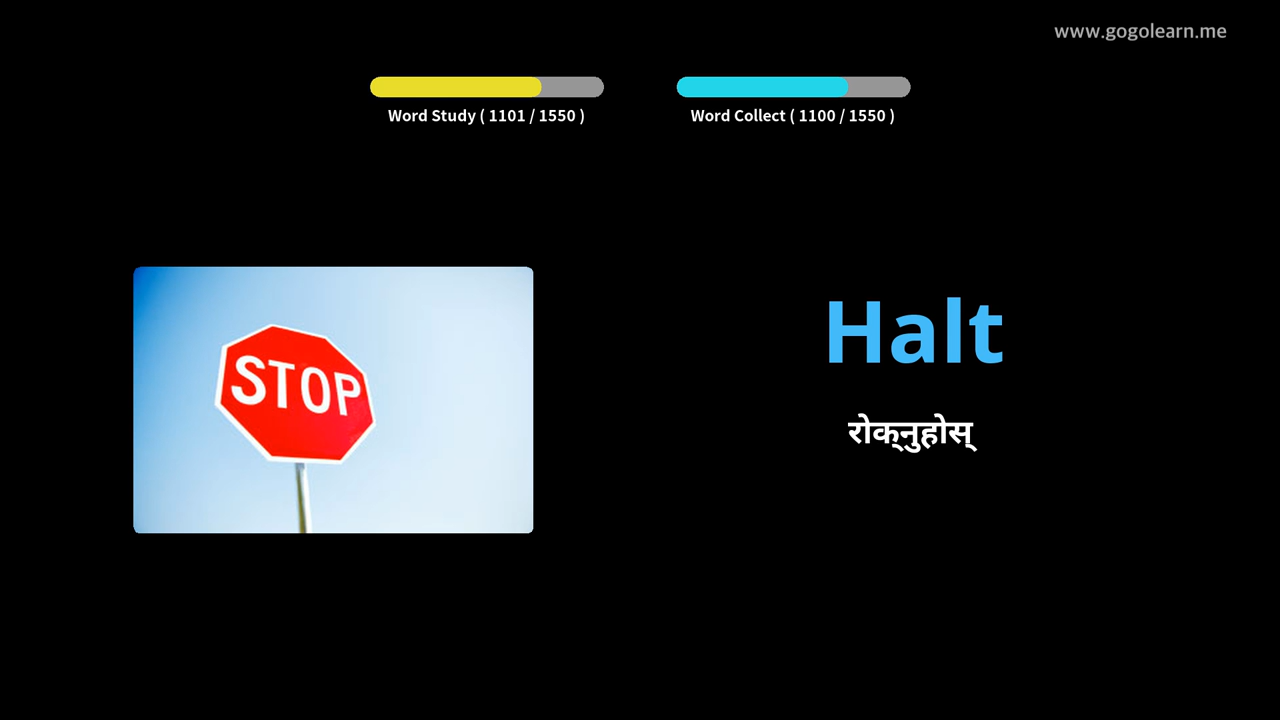 www.gogolearn.me
Word Study ( 1101 / 1550 )
Word Collect ( 1100 / 1550 )
STOP
Halt
रोक्नुहोस्